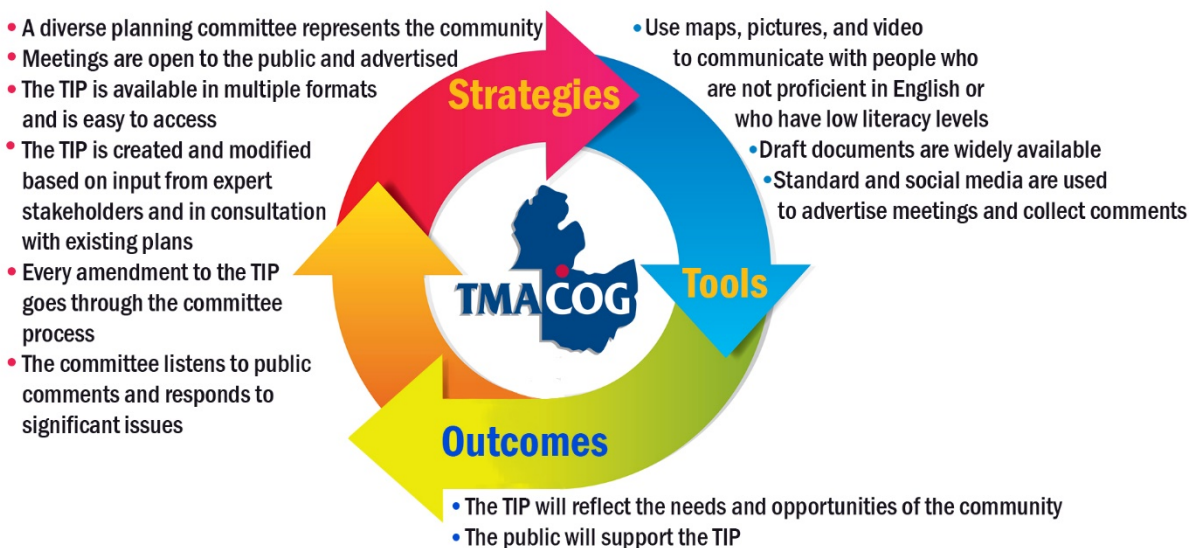 • A diverse planning committee represents the community
• Meetings are open to the public and advertised
• The TIP is available in multiple formats
and is easy to access
• The TIP is created and modified
based on input from expert
stakeholders and in consultation
with existing plans
• Every amendment to the TIP
goes through the committee
process
• The committee listens to public
comments and responds to
significant issues
Strategies
• Use maps, pictures, and video
to communicate with people who
are not proficient in English or
who have low literacy levels
• Draft documents are widely available
• Standard and social media are used
to advertise meetings and collect comments
Tools
TMACOG
Outcomes
• The TIP will reflect the needs and opportunities of the community
• The public will support the TIP